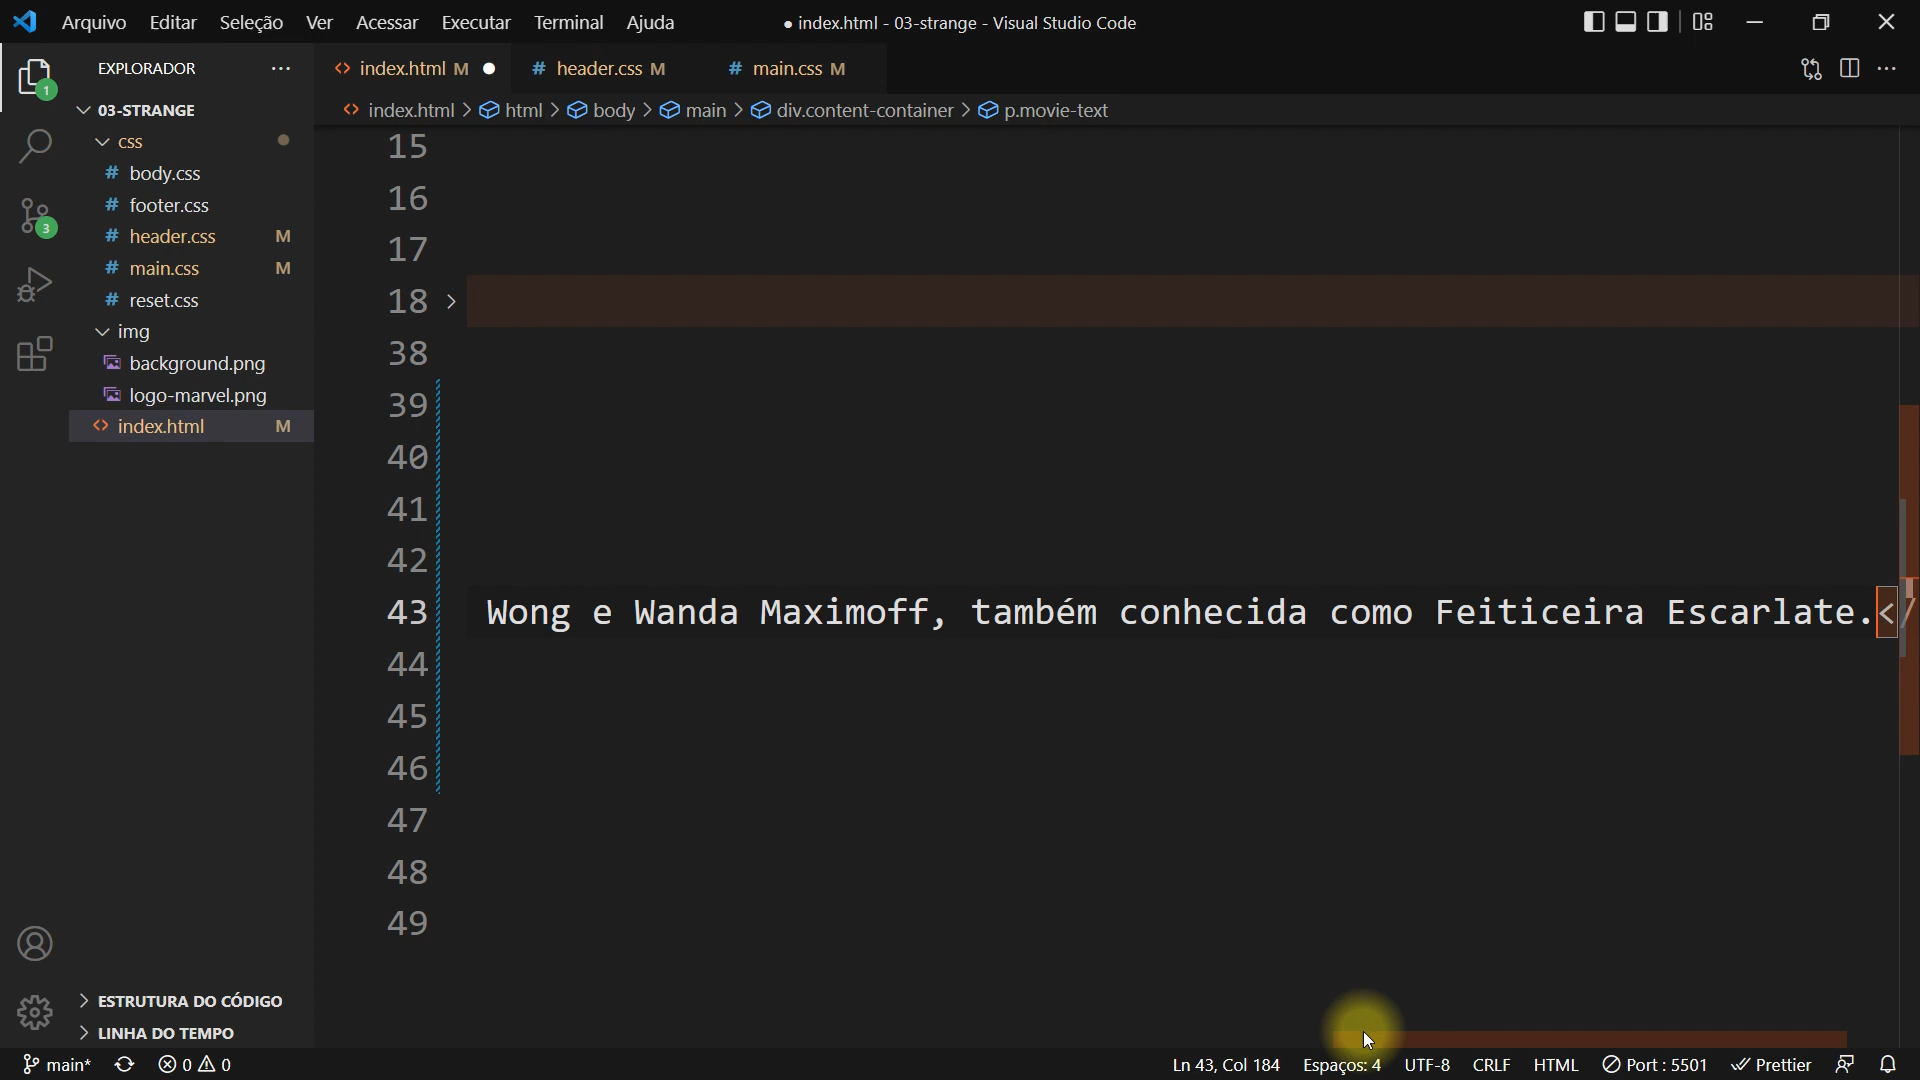 Arquivo Editar Seleção Ver Acessar Executar Terminal Ajuda
● index.html - 03-strange - Visual Studio Code
EXPLORADOR ···
index.html M ●
# header.css M
# main.css M
03-STRANGE
index.html > html > body > main > div.content-container > p.movie-text
css
# body.css
# footer.css
# header.css M
# main.css M
# reset.css
img
background.png
logo-marvel.png
<> index.html M
1
3
15
16
17
18
38
39
40
41
42
43 Wong e Wanda Maximoff, também conhecida como Feiticeira Escarlate.</
44
45
46
47
48
49
ESTRUTURA DO CÓDIGO
LINHA DO TEMPO
main* 0 0
Ln 43, Col 184 Espaços: 4 UTF-8 CRLF HTML Port : 5501 Prettier